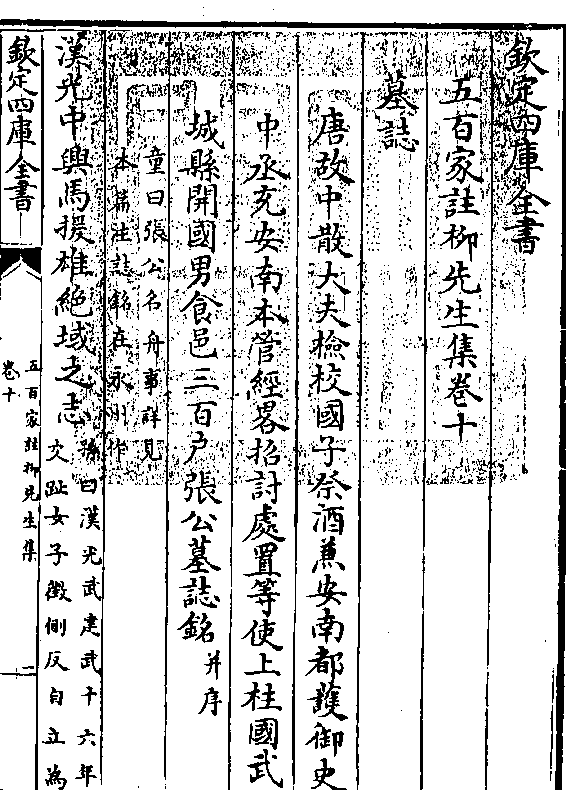 欽定四庫全書
五百家註柳先生集卷十
墓誌
唐故中散大夫檢校國子祭酒兼安南都護御史
中丞充安南本管經畧招討處置等使上柱國武
城縣開國男食邑三百户張公墓誌銘
并序
童曰張公名舟事詳見
本篇注誌銘在永州作
漢光中興馬援雄絶域之志
孫曰漢光武建武十六年
交趾女子徵側反自立為
欽定四庫全書
五百家註柳先生集
卷十
一